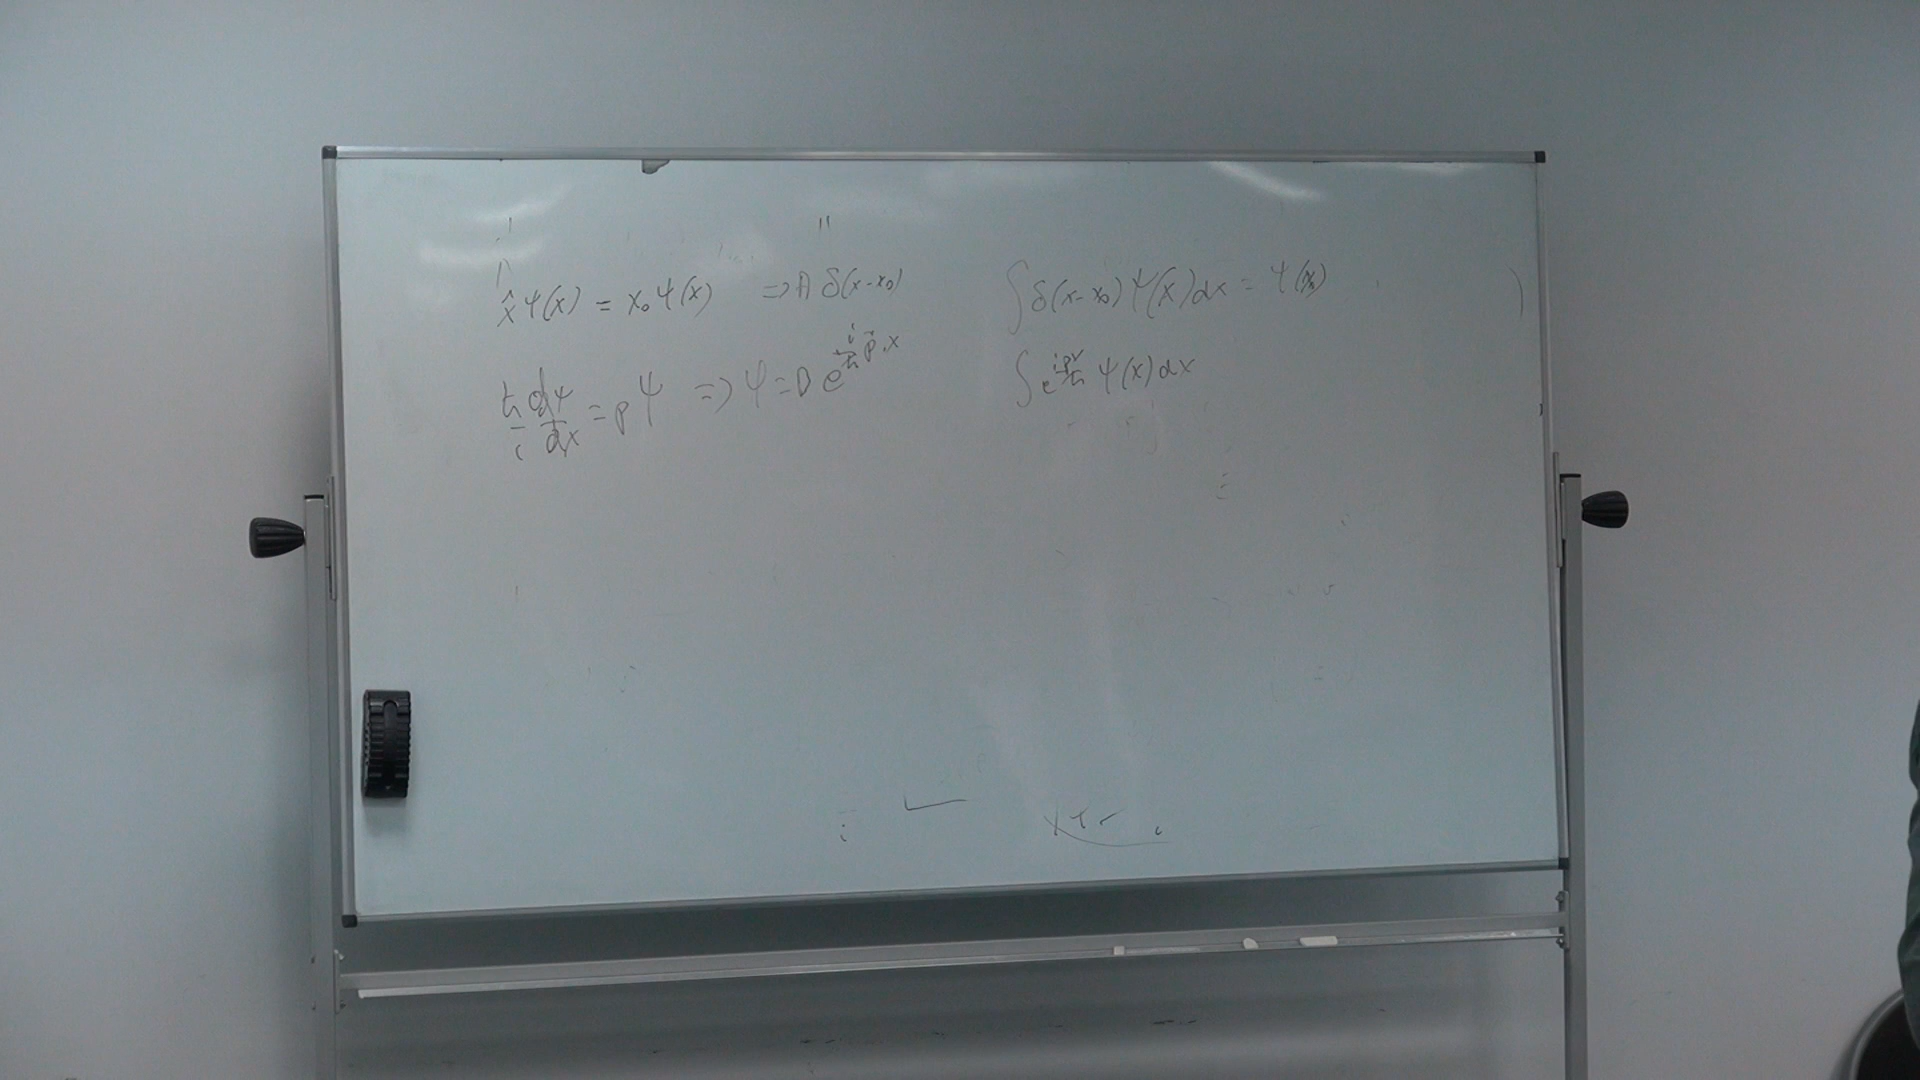 x̂ ψ(x) = x₀ ψ(x) ⇒ A δ(x-x₀)
∫ δ(x-x₀) ψ(x) dx = ψ(x₀)
ħ/i dψ/dx = p ψ ⇒ ψ = D e^{i/ħ p·x}
∫ e^{ipx/ħ} ψ(x) dx